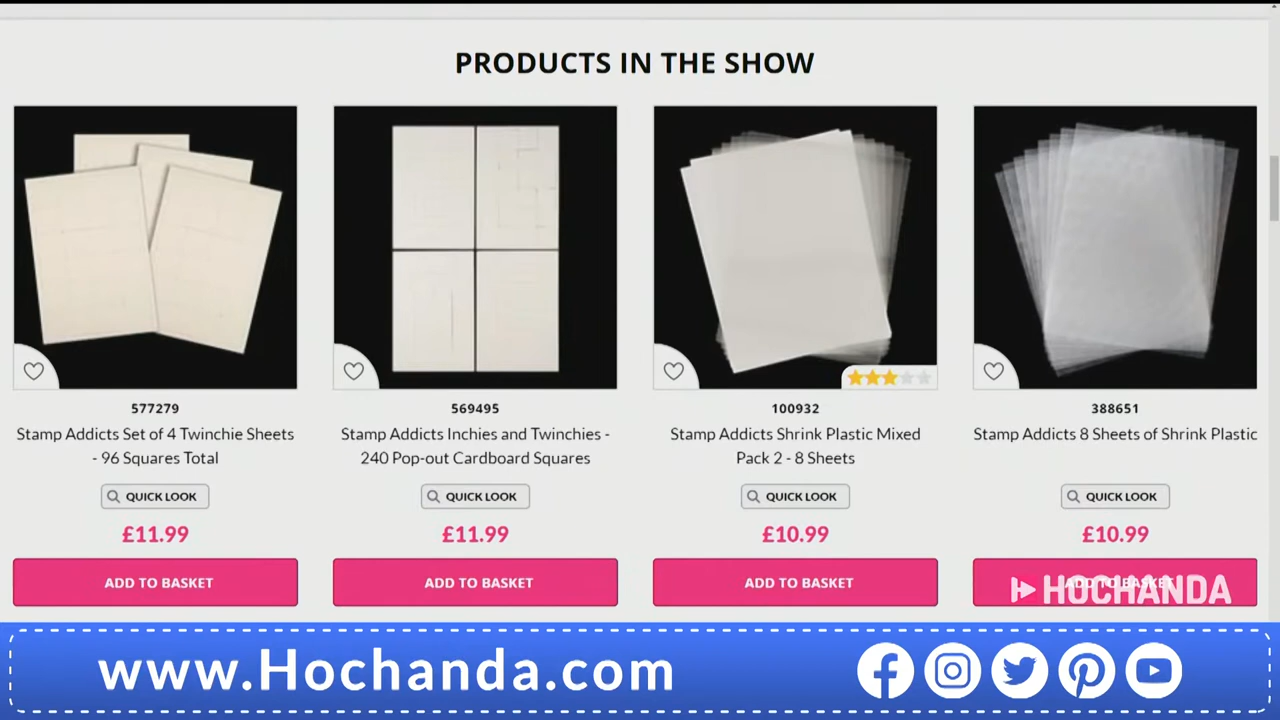 PRODUCTS IN THE SHOW
577279
Stamp Addicts Set of 4 Twinchie Sheets
- 96 Squares Total
QUICK LOOK
£11.99
ADD TO BASKET
569495
Stamp Addicts Inchies and Twinchies -
240 Pop-out Cardboard Squares
QUICK LOOK
£11.99
ADD TO BASKET
100932
Stamp Addicts Shrink Plastic Mixed
Pack 2 - 8 Sheets
QUICK LOOK
£10.99
ADD TO BASKET
388651
Stamp Addicts 8 Sheets of Shrink Plastic
QUICK LOOK
£10.99
ADD TO BASKET
HOCHANDA
www.Hochanda.com